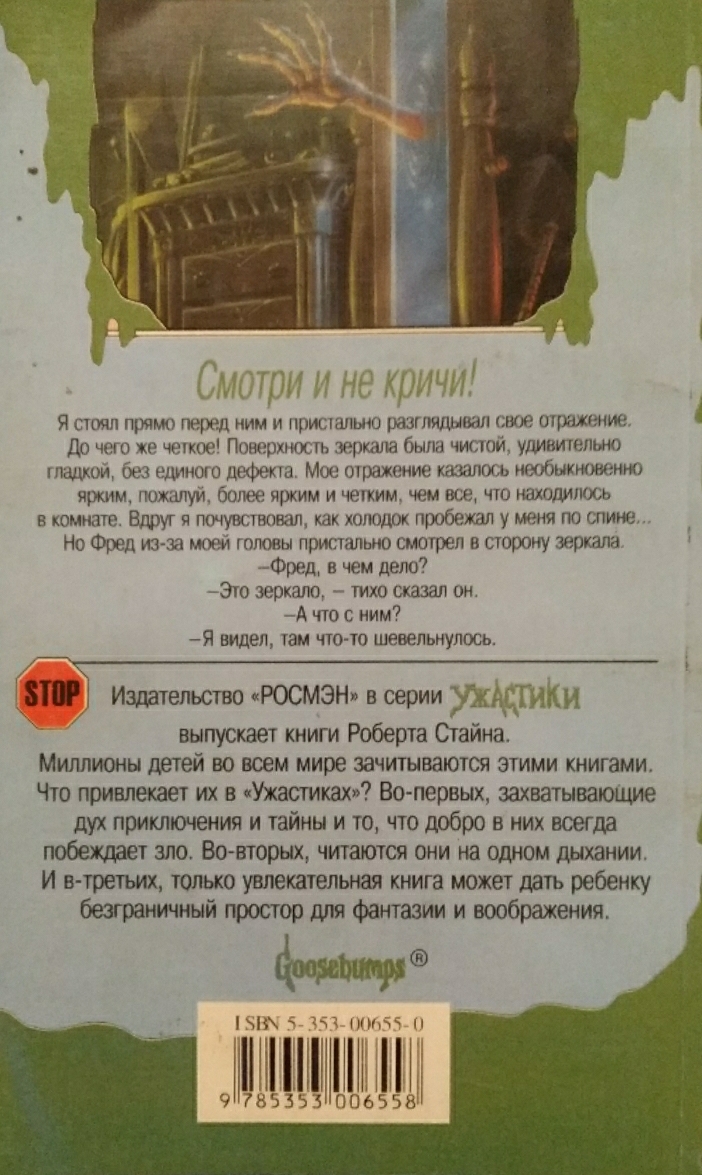 Смотри и не кричи!
Я стоял прямо перед ним и пристально разглядывал свое отражение.
До чего же четкое! Поверхность зеркала была чистой, удивительно
гладкой, без единого дефекта. Мое отражение казалось необыкновенно
ярким, пожалуй, более ярким и четким, чем все, что находилось
в комнате. Вдруг я почувствовал, как холодок пробежал у меня по спине...
Но Фред из-за моей головы пристально смотрел в сторону зеркала.
–Фред, в чем дело?
–Это зеркало, – тихо сказал он.
–А что с ним?
–Я видел, там что-то шевельнулось.
STOP Издательство «РОСМЭН» в серии УЖАСТИКИ
выпускает книги Роберта Стайна.
Миллионы детей во всем мире зачитываются этими книгами.
Что привлекает их в «Ужастиках»? Во-первых, захватывающие
дух приключения и тайны и то, что добро в них всегда
побеждает зло. Во-вторых, читаются они на одном дыхании.
И в-третьих, только увлекательная книга может дать ребенку
безграничный простор для фантазии и воображения.
Goosebumps®
ISBN 5-353-00655-0
9 785353 006558